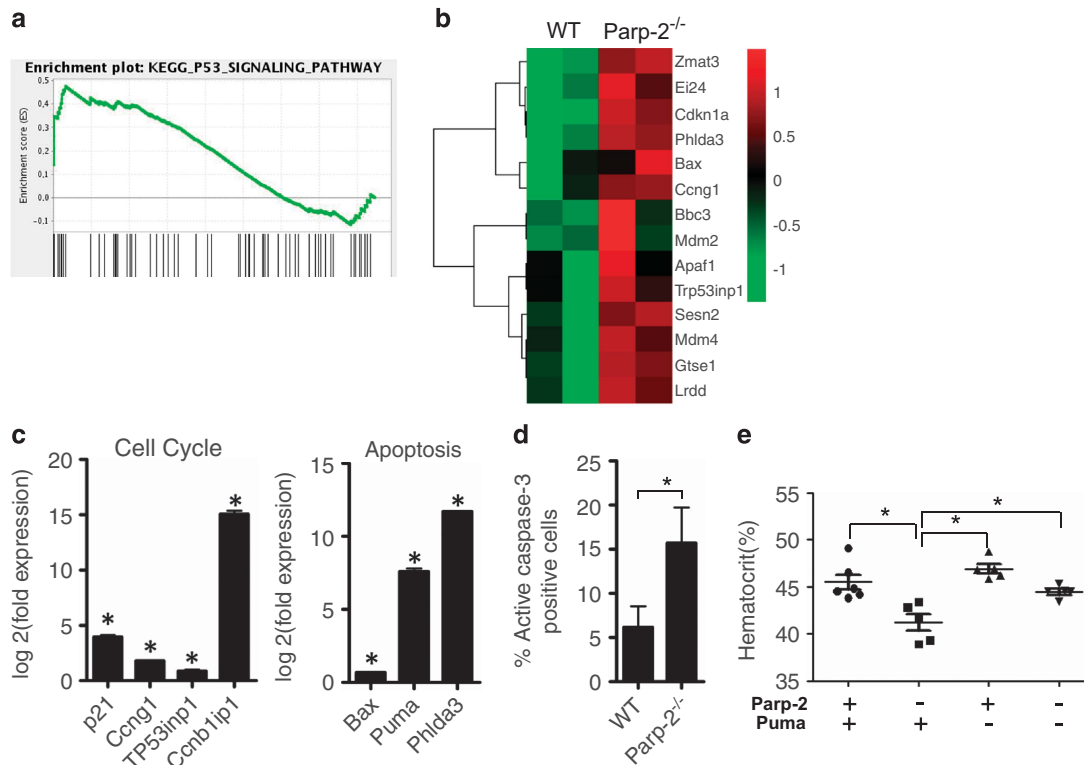 a
Enrichment plot: KEGG_P53_SIGNALING_PATHWAY
Enrichment score (ES)
0.5
0.4
0.3
0.2
0.1
0.0
-0.1
b
WT Parp-2-/-
Zmat3
Ei24
Cdkn1a
Phlda3
Bax
Ccng1
Bbc3
Mdm2
Apaf1
Trp53inp1
Sesn2
Mdm4
Gtse1
Lrdd
1
0.5
0
-0.5
-1
c
Cell Cycle
log 2(fold expression)
20
15
10
5
0
* * * *
p21 Ccng1 TP53inp1 Ccnb1ip1
Apoptosis
log 2(fold expression)
15
10
5
0
* * *
Bax Puma Phlda3
d
% Active caspase-3
positive cells
25
20
15
10
5
0
*
WT Parp-2-/-
e
Hematocrit(%)
55
50
45
40
35
* * *
Parp-2 + - + -
Puma + + - -